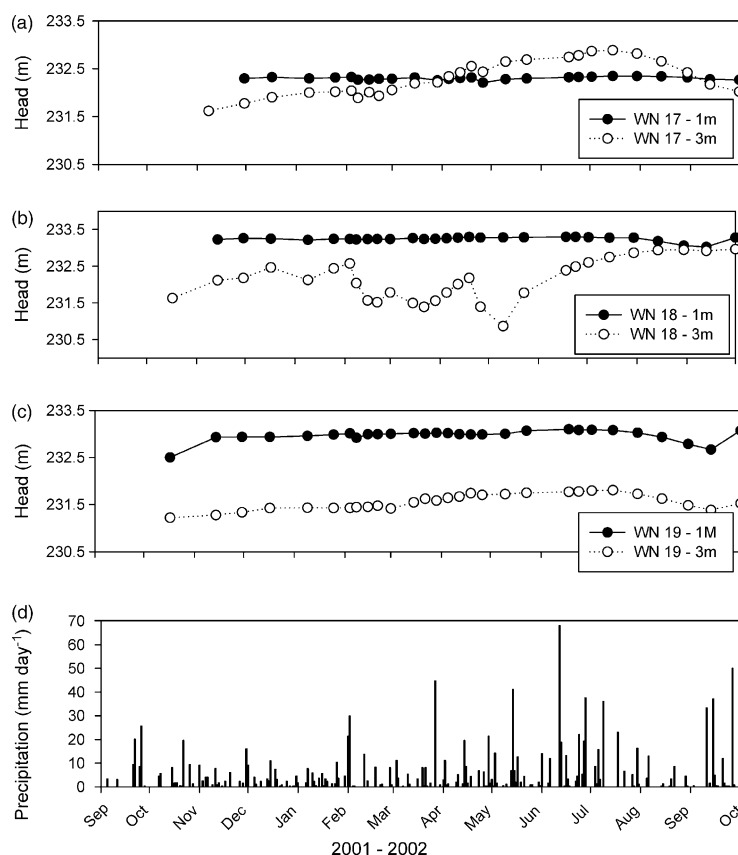 (a)
233.5
232.5
231.5
230.5
Head (m)
WN 17 - 1m
WN 17 - 3m
(b)
233.5
232.5
231.5
230.5
Head (m)
WN 18 - 1m
WN 18 - 3m
(c)
233.5
232.5
231.5
230.5
Head (m)
WN 19 - 1M
WN 19 - 3m
(d)
70
60
50
40
30
20
10
0
Precipitation (mm day⁻¹)
Sep Oct Nov Dec Jan Feb Mar Apr May Jun Jul Aug Sep Oct
2001 - 2002